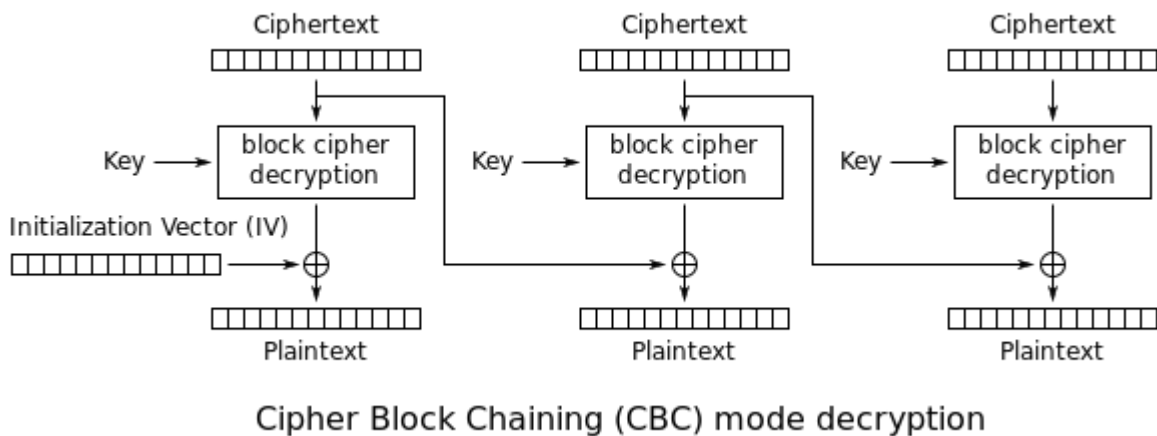 Ciphertext
Ciphertext
Ciphertext
Key
block cipher
decryption
Key
block cipher
decryption
Key
block cipher
decryption
Initialization Vector (IV)
Plaintext
Plaintext
Plaintext
Cipher Block Chaining (CBC) mode decryption